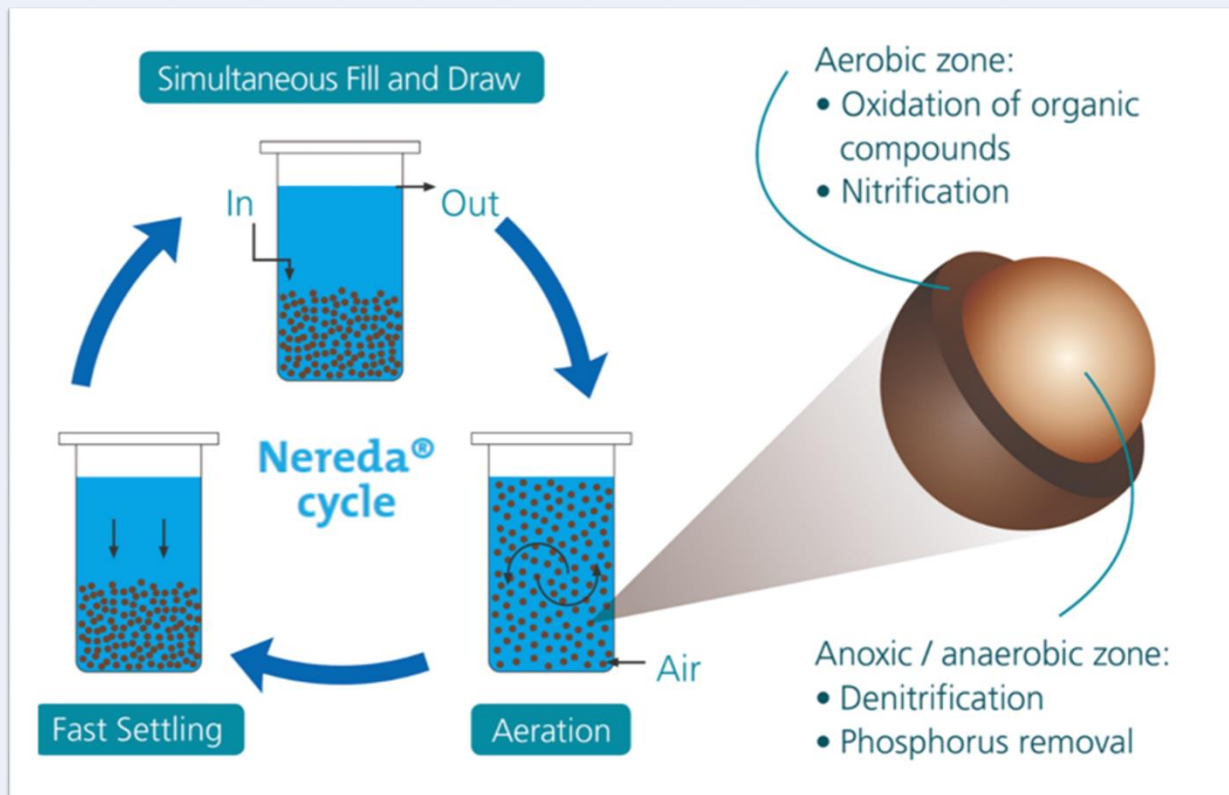 Simultaneous Fill and Draw
In
Out
Nereda®
cycle
Fast Settling
Aeration
Air
Aerobic zone:
• Oxidation of organic
compounds
• Nitrification
Anoxic / anaerobic zone:
• Denitrification
• Phosphorus removal